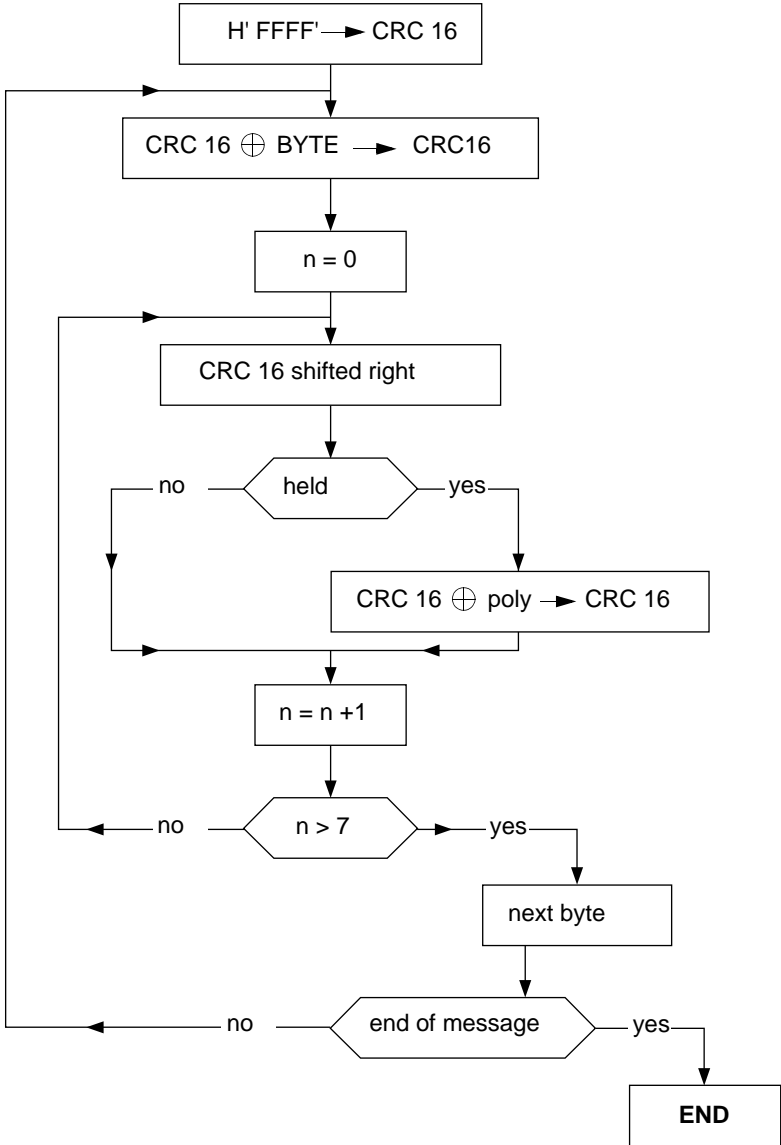 H' FFFF' → CRC 16
CRC 16 ⊕ BYTE → CRC16
n = 0
CRC 16 shifted right
no
held
yes
CRC 16 ⊕ poly → CRC 16
n = n +1
no
n > 7
yes
next byte
no
end of message
yes
END